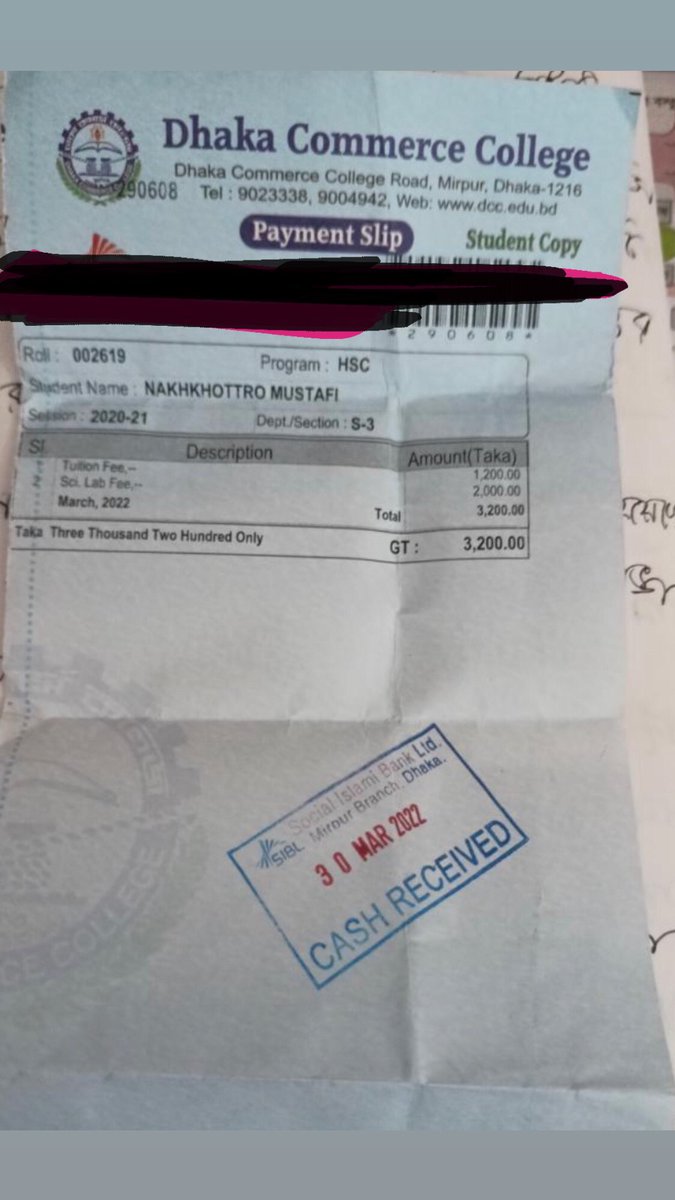 Dhaka Commerce College
Dhaka Commerce College Road, Mirpur, Dhaka-1216
290608 Tel : 9023338, 9004942, Web: www.dcc.edu.bd
Payment Slip Student Copy
*290608*
Roll : 002619 Program : HSC
Student Name : NAKHKHOTTRO MUSTAFI
Session : 2020-21 Dept./Section : S-3
Sl Description Amount(Taka)
1 Tuition Fee,-- 1,200.00
2 Sci. Lab Fee,-- 2,000.00
March, 2022 Total 3,200.00
Taka Three Thousand Two Hundred Only GT : 3,200.00
Social Islami Bank Ltd.
SIBL Mirpur Branch, Dhaka.
30 MAR 2022
CASH RECEIVED
COLLEGE